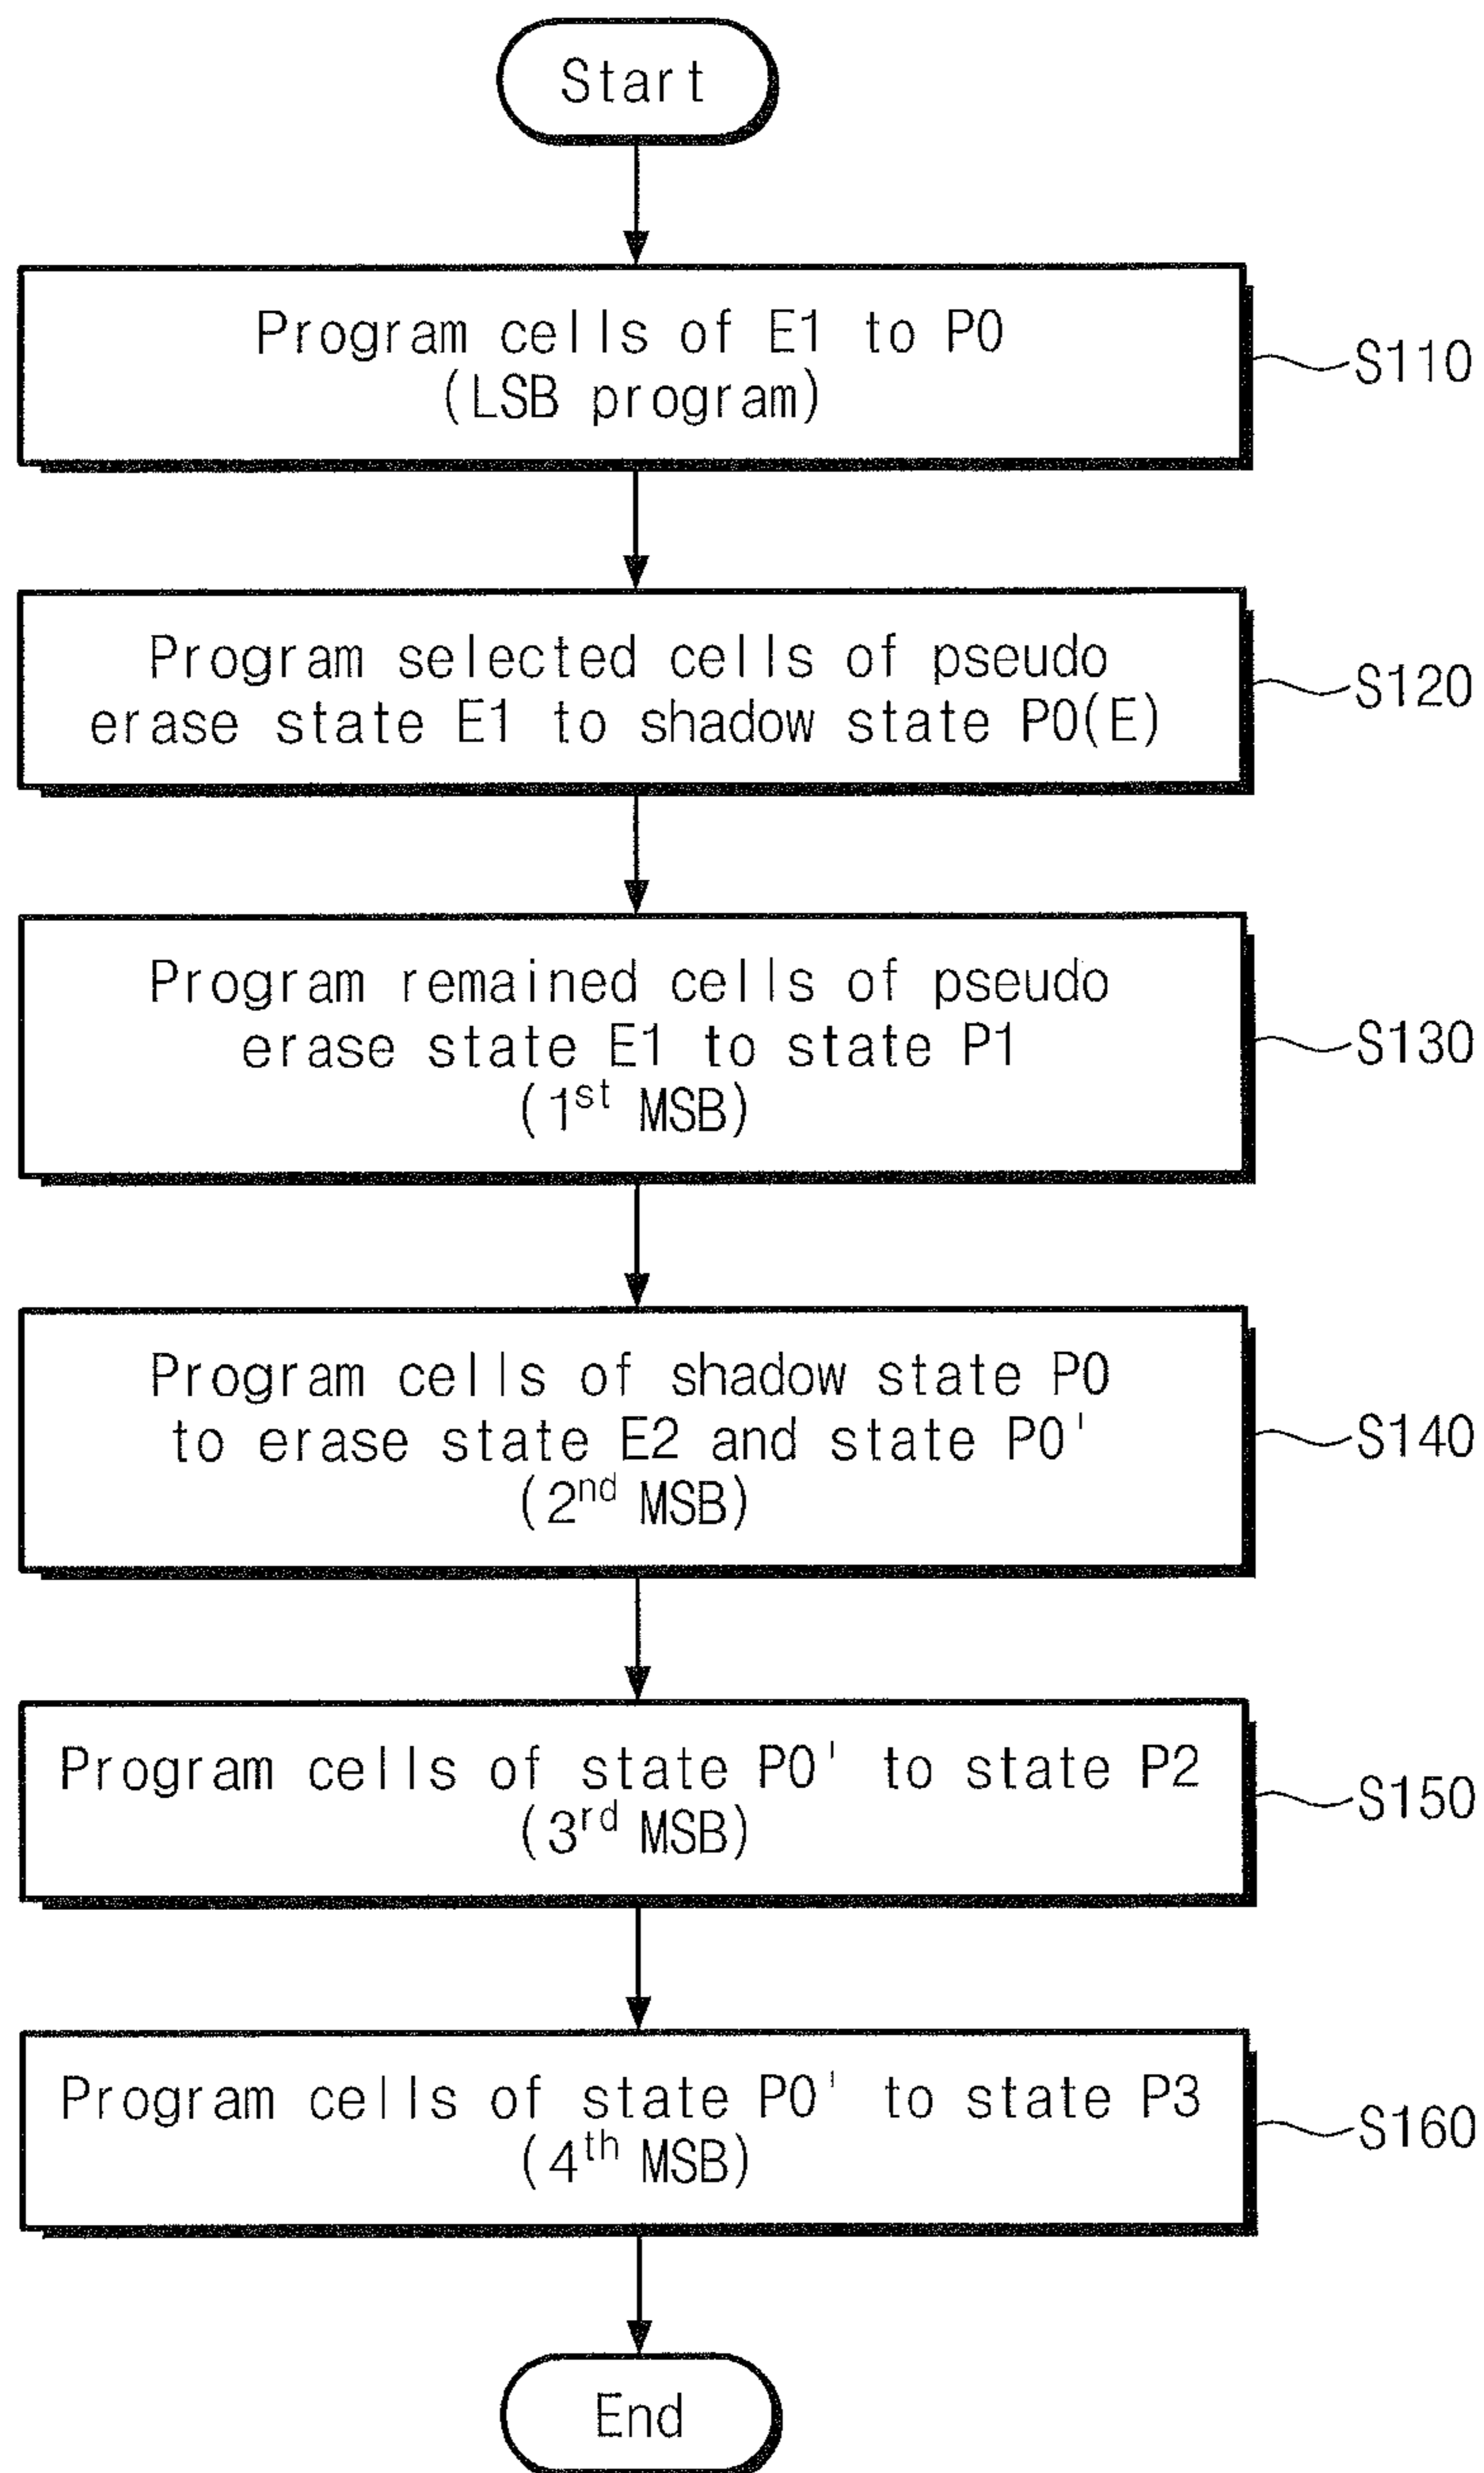 Start
Program cells of E1 to P0
(LSB program)
S110
Program selected cells of pseudo
erase state E1 to shadow state P0(E)
S120
Program remained cells of pseudo
erase state E1 to state P1
(1st MSB)
S130
Program cells of shadow state P0
to erase state E2 and state P0'
(2nd MSB)
S140
Program cells of state P0' to state P2
(3rd MSB)
S150
Program cells of state P0' to state P3
(4th MSB)
S160
End